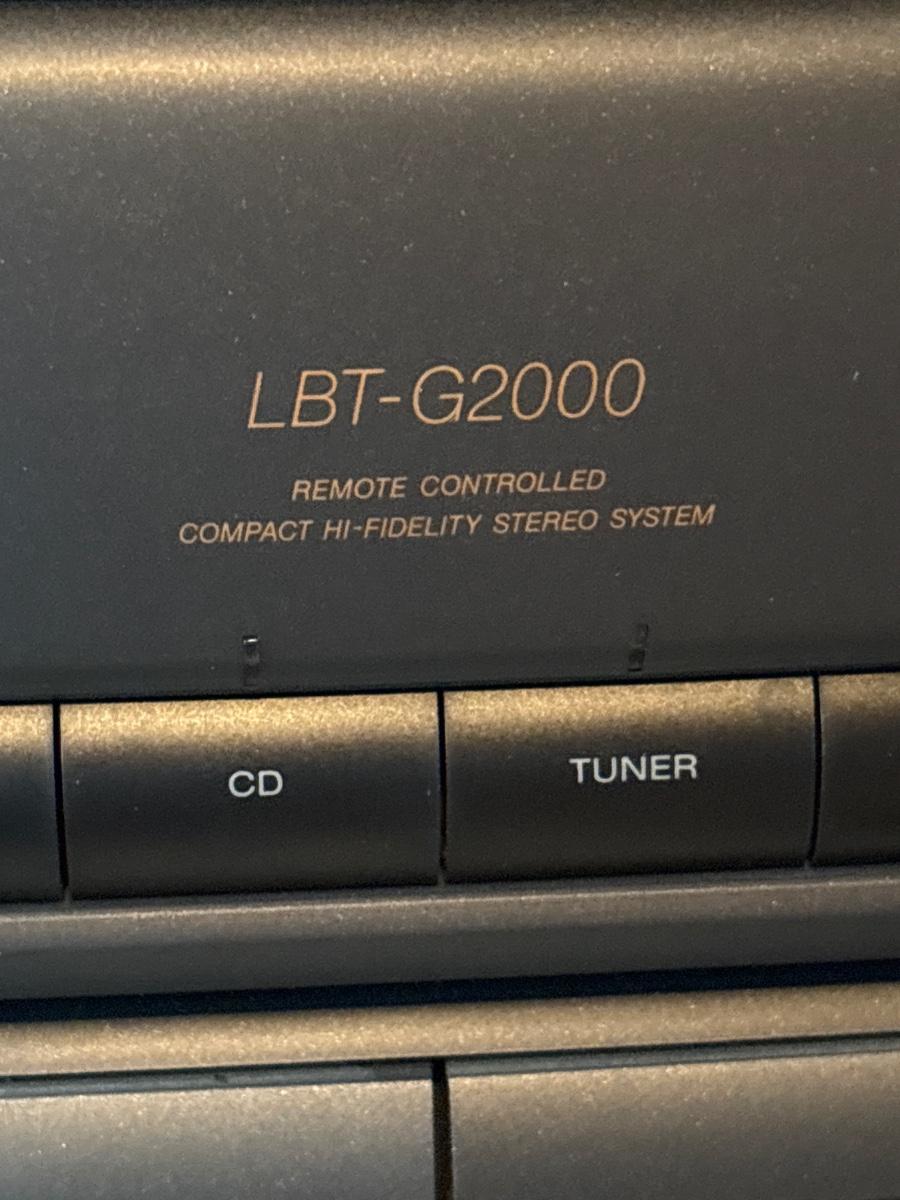 LBT-G2000
REMOTE CONTROLLED
COMPACT HI-FIDELITY STEREO SYSTEM
CD
TUNER